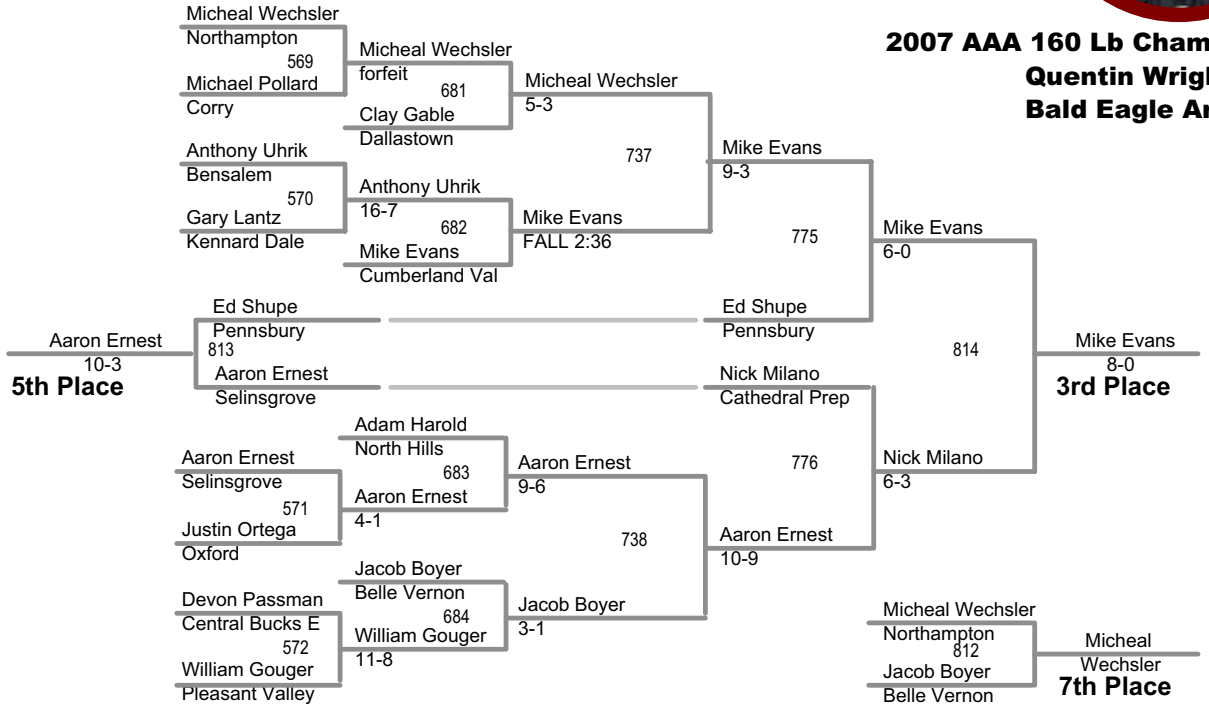 2007 AAA 160 Lb
Quentin
Bald Eagle
Micheal Wechsler
Northampton
569
Michael Pollard
Corry
Micheal Wechsler
forfeit
681
Clay Gable
Dallastown
Micheal Wechsler
5-3
Anthony Uhrik
Bensalem
570
Gary Lantz
Kennard Dale
Anthony Uhrik
16-7
682
Mike Evans
Cumberland Val
Mike Evans
FALL 2:36
737
Mike Evans
9-3
775
Ed Shupe
Pennsbury
Mike Evans
6-0
Ed Shupe
Pennsbury
813
Aaron Ernest
Selinsgrove
Aaron Ernest
10-3
5th Place
Nick Milano
Cathedral Prep
776
Nick Milano
6-3
814
Mike Evans
8-0
3rd Place
Adam Harold
North Hills
683
Aaron Ernest
Selinsgrove
571
Justin Ortega
Oxford
Aaron Ernest
4-1
Aaron Ernest
9-6
738
Aaron Ernest
10-9
Jacob Boyer
Belle Vernon
684
Devon Passman
Central Bucks E
572
William Gouger
Pleasant Valley
William Gouger
11-8
Jacob Boyer
3-1
Micheal Wechsler
Northampton
812
Jacob Boyer
Belle Vernon
Micheal
Wechsler
7th Place